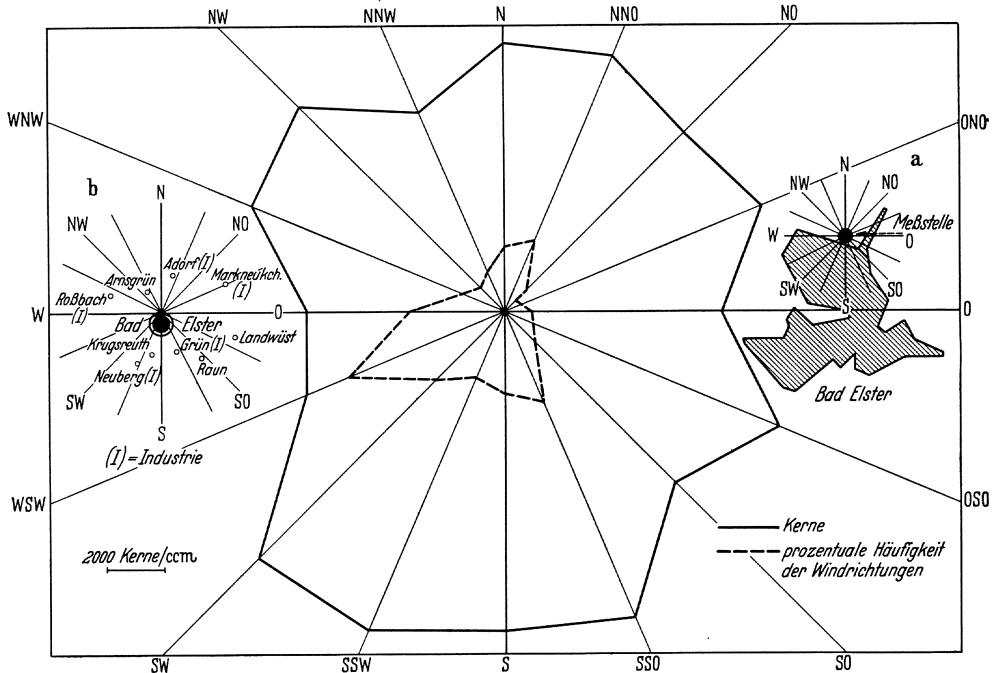 NW
NNW
N
NNO
NO
WNW
ONO
b
a
N
NW
NO
Adorf (I)
Arnsgrün
Markneukch.
(I)
Roßbach
(I)
W
O
Bad Elster
Krugsreuth
Grün (I)
Landwüst
Neuberg (I)
Raun
SW
SO
S
(I) = Industrie
N
NW
NO
Meßstelle
W
O
SW
SO
S
Bad Elster
W
O
WSW
OSO
2000 Kerne/ccm
Kerne
prozentuale Häufigkeit
der Windrichtungen
SW
SSW
S
SSO
SO